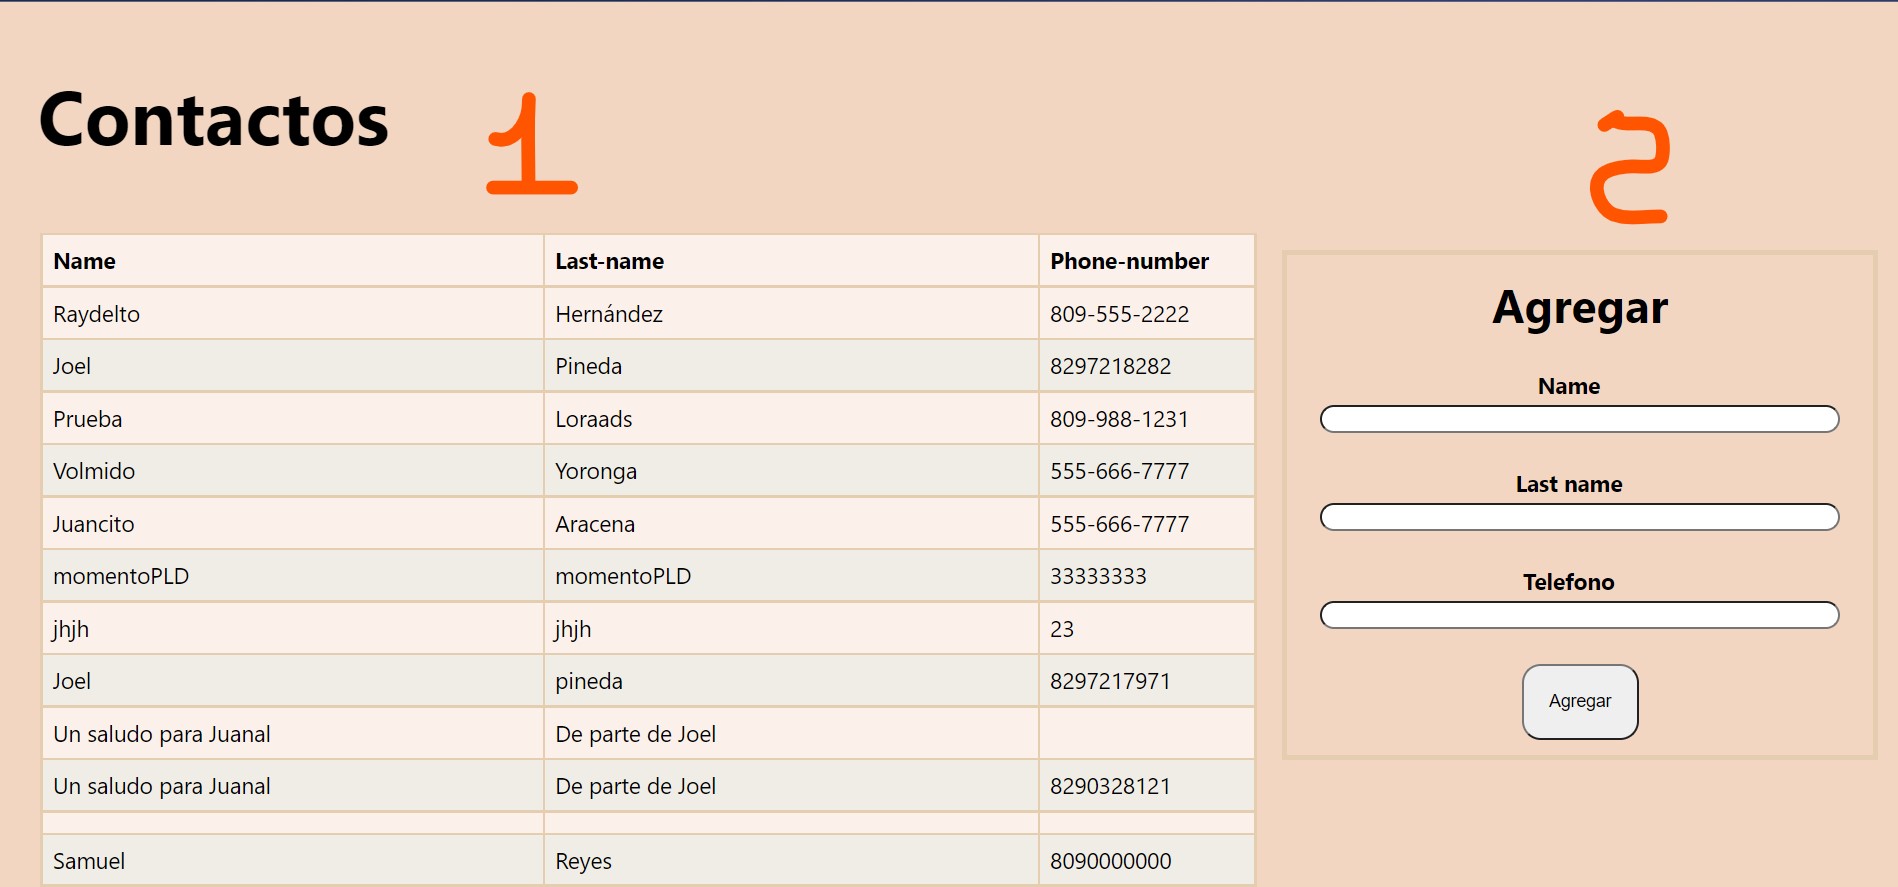 Contactos 1
2
Name Last-name Phone-number
Raydelto Hernández 809-555-2222
Joel Pineda 8297218282
Prueba Loraads 809-988-1231
Volmido Yoronga 555-666-7777
Juancito Aracena 555-666-7777
momentoPLD momentoPLD 33333333
jhjh jhjh 23
Joel pineda 8297217971
Un saludo para Juanal De parte de Joel
Un saludo para Juanal De parte de Joel 8290328121
Samuel Reyes 8090000000
Agregar
Name
Last name
Telefono
Agregar